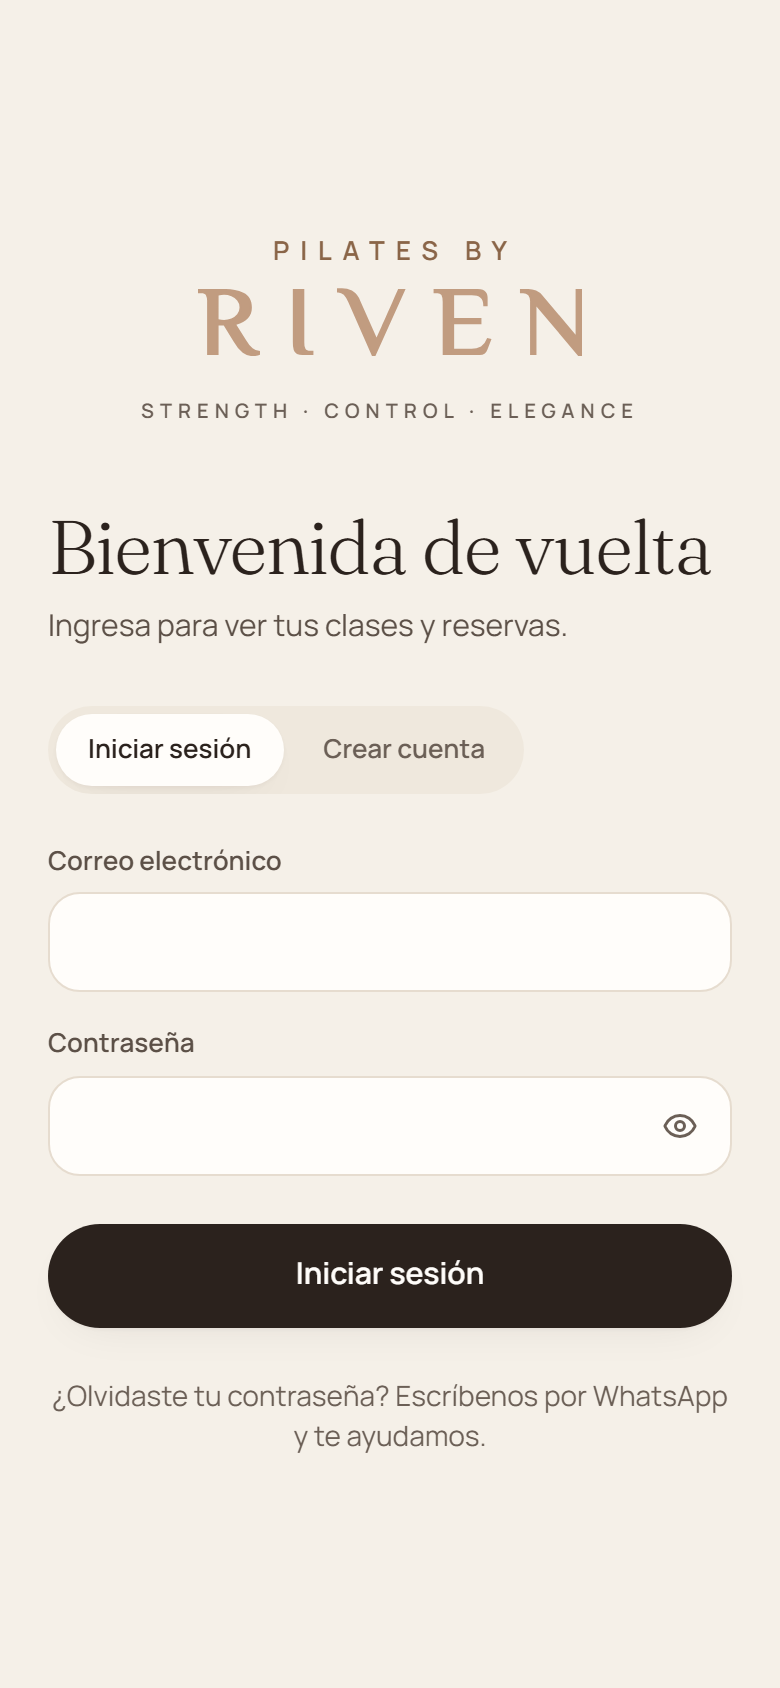 PILATES BY
RIVEN
STRENGTH · CONTROL · ELEGANCE
Bienvenida de vuelta
Ingresa para ver tus clases y reservas.
Iniciar sesión Crear cuenta
Correo electrónico
Contraseña
Iniciar sesión
¿Olvidaste tu contraseña? Escríbenos por WhatsApp
y te ayudamos.